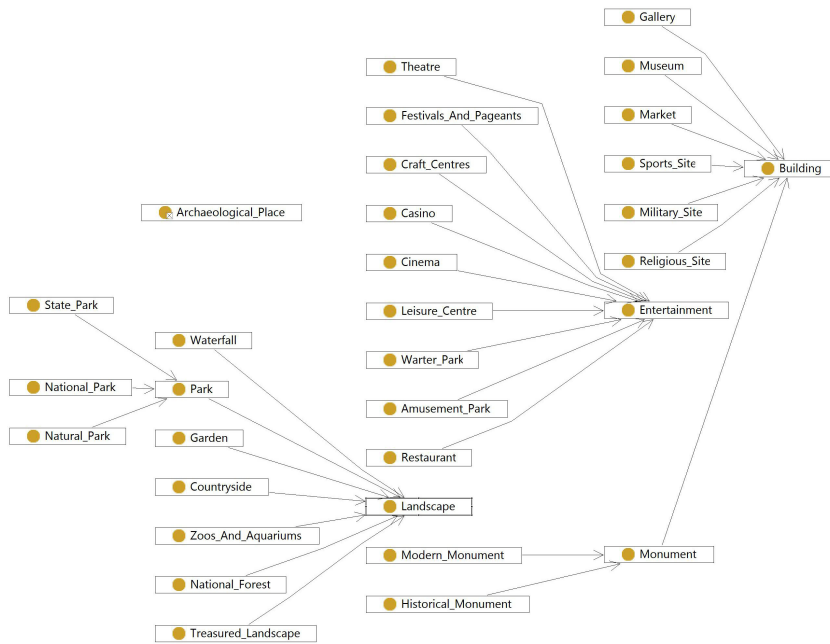 Gallery
Theatre
Museum
Festivals_And_Pageants
Market
Craft_Centres
Sports_Site
Building
Archaeological_Place
Casino
Military_Site
Cinema
Religious_Site
State_Park
Leisure_Centre
Entertainment
Waterfall
Warter_Park
National_Park
Park
Amusement_Park
Natural_Park
Garden
Restaurant
Countryside
Landscape
Zoos_And_Aquariums
Modern_Monument
Monument
National_Forest
Historical_Monument
Treasured_Landscape